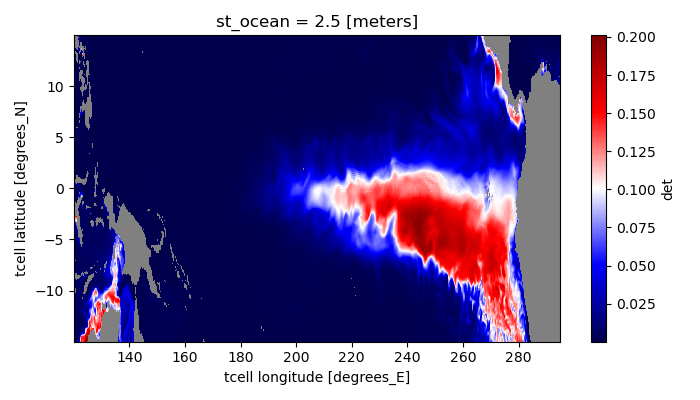 st_ocean = 2.5 [meters]
10
5
0
−5
−10
tcell latitude [degrees_N]
140 160 180 200 220 240 260 280
tcell longitude [degrees_E]
0.200
0.175
0.150
0.125
0.100
0.075
0.050
0.025
det